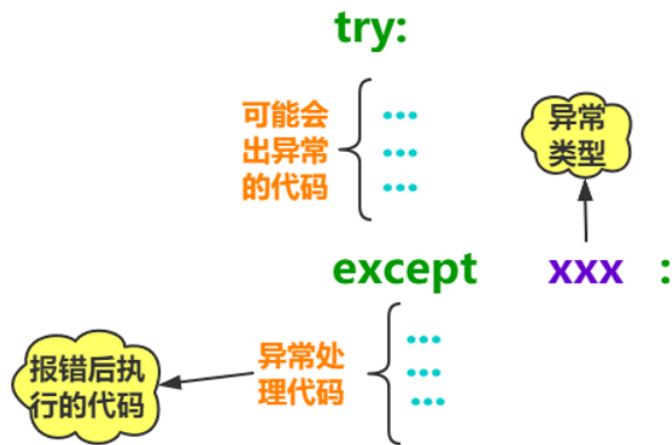 try:
可能会
出异常
的代码
...
...
...
异常
类型
except xxx :
报错后执
行的代码
异常处
理代码
...
...
...